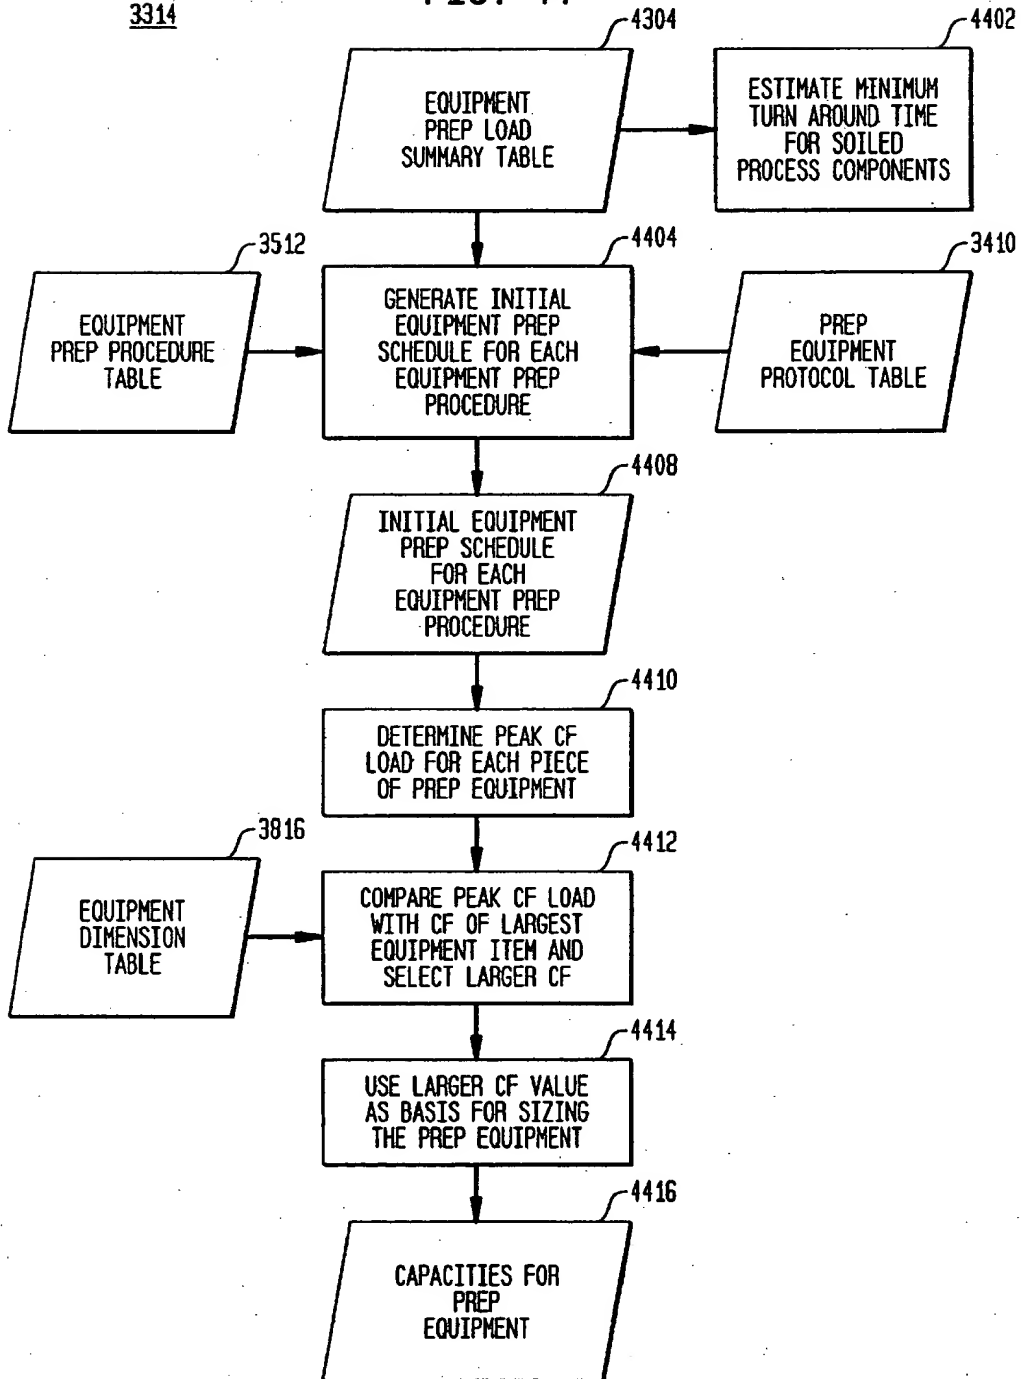 3314
4304
4402
EQUIPMENT
PREP LOAD
SUMMARY TABLE
ESTIMATE MINIMUM
TURN AROUND TIME
FOR SOILED
PROCESS COMPONENTS
3512
4404
3410
EQUIPMENT
PREP PROCEDURE
TABLE
GENERATE INITIAL
EQUIPMENT PREP
SCHEDULE FOR EACH
EQUIPMENT PREP
PROCEDURE
PREP
EQUIPMENT
PROTOCOL TABLE
4408
INITIAL EQUIPMENT
PREP SCHEDULE
FOR EACH
EQUIPMENT PREP
PROCEDURE
4410
DETERMINE PEAK CF
LOAD FOR EACH PIECE
OF PREP EQUIPMENT
3816
4412
EQUIPMENT
DIMENSION
TABLE
COMPARE PEAK CF LOAD
WITH CF OF LARGEST
EQUIPMENT ITEM AND
SELECT LARGER CF
4414
USE LARGER CF VALUE
AS BASIS FOR SIZING
THE PREP EQUIPMENT
4416
CAPACITIES FOR
PREP
EQUIPMENT